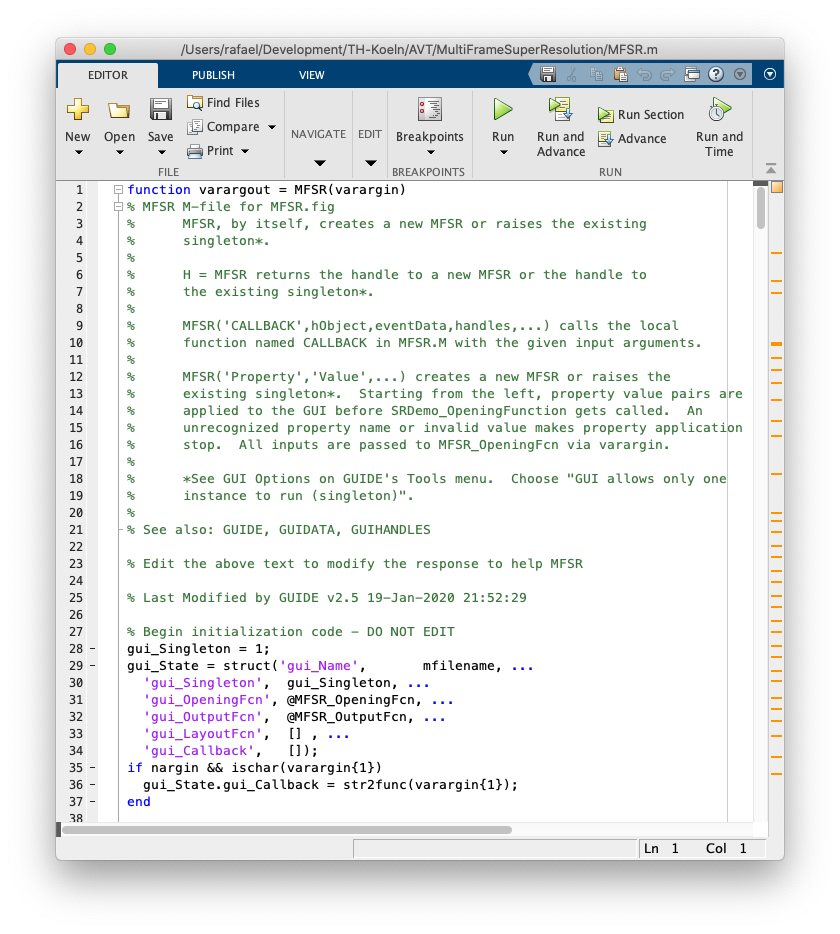 /Users/rafael/Development/TH-Koeln/AVT/MultiFrameSuperResolution/MFSR.m
EDITOR PUBLISH VIEW
New Open Save Find Files
Compare
Print
NAVIGATE EDIT Breakpoints Run Run and Advance Run Section
Advance
Run and Time
FILE BREAKPOINTS RUN
1 function varargout = MFSR(varargin)
2 % MFSR M-file for MFSR.fig
3 %      MFSR, by itself, creates a new MFSR or raises the existing
4 %      singleton*.
5 %
6 %      H = MFSR returns the handle to a new MFSR or the handle to
7 %      the existing singleton*.
8 %
9 %      MFSR('CALLBACK',hObject,eventData,handles,...) calls the local
10 %      function named CALLBACK in MFSR.M with the given input arguments.
11 %
12 %      MFSR('Property','Value',...) creates a new MFSR or raises the
13 %      existing singleton*.  Starting from the left, property value pairs are
14 %      applied to the GUI before SRDemo_OpeningFunction gets called.  An
15 %      unrecognized property name or invalid value makes property application
16 %      stop.  All inputs are passed to MFSR_OpeningFcn via varargin.
17 %
18 %      *See GUI Options on GUIDE's Tools menu.  Choose "GUI allows only one
19 %      instance to run (singleton)".
20 %
21 % See also: GUIDE, GUIDATA, GUIHANDLES
22
23 % Edit the above text to modify the response to help MFSR
24
25 % Last Modified by GUIDE v2.5 19-Jan-2020 21:52:29
26
27 % Begin initialization code - DO NOT EDIT
28 - gui_Singleton = 1;
29 - gui_State = struct('gui_Name',       mfilename, ...
30   'gui_Singleton',  gui_Singleton, ...
31   'gui_OpeningFcn', @MFSR_OpeningFcn, ...
32   'gui_OutputFcn',  @MFSR_OutputFcn, ...
33   'gui_LayoutFcn',  [] , ...
34   'gui_Callback',   []);
35 - if nargin && ischar(varargin{1})
36 -   gui_State.gui_Callback = str2func(varargin{1});
37 - end
38
Ln 1 Col 1